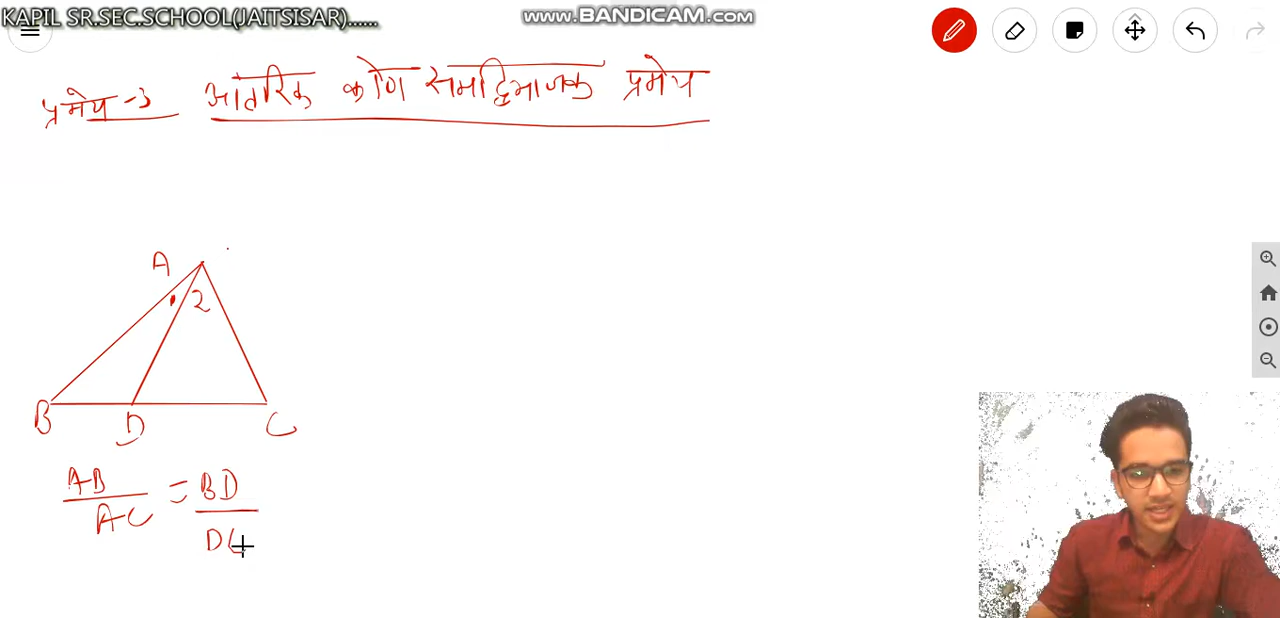 KAPIL SR.SEC.SCHOOL(JAITSISAR)......
www.BANDICAM.com
प्रमेय-3 आंतरिक कोण समद्विभाजक प्रमेय
A
2
B D C
AB = BD
AC DC